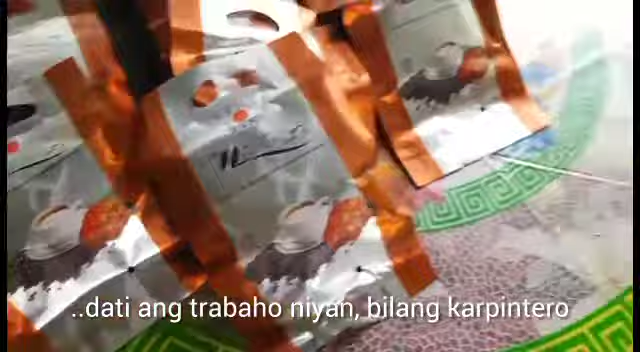 ..dati ang trabaho niyan, bilang karpintero